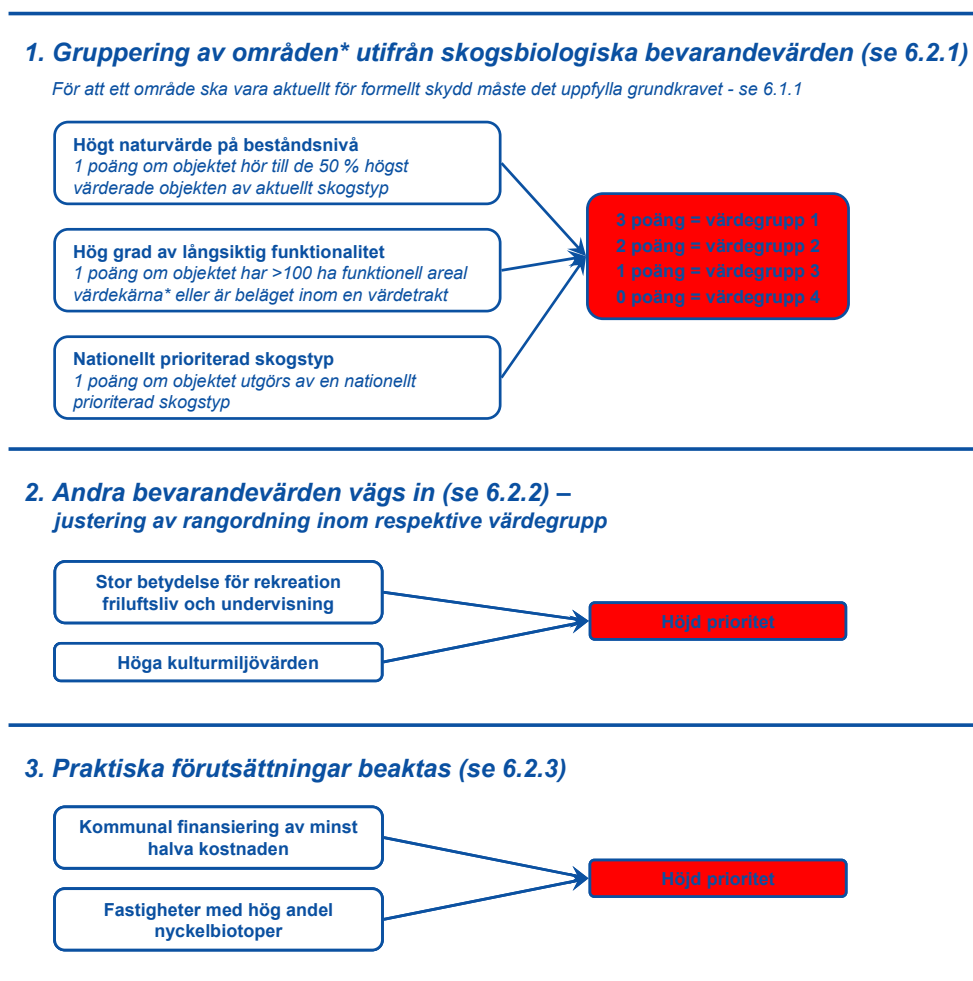 1. Gruppering av områden* utifrån skogsbiologiska bevarandevärden (se 6.2.1)
För att ett område ska vara aktuellt för formellt skydd måste det uppfylla grundkravet - se 6.1.1
Högt naturvärde på beståndsnivå
1 poäng om objektet hör till de 50 % högst
värderade objekten av aktuellt skogstyp
Hög grad av långsiktig funktionalitet
1 poäng om objektet har >100 ha funktionell areal
värdekärna* eller är beläget inom en värdetrakt
Nationellt prioriterad skogstyp
1 poäng om objektet utgörs av en nationellt
prioriterad skogstyp
3 poäng = värdegrupp 1
2 poäng = värdegrupp 2
1 poäng = värdegrupp 3
0 poäng = värdegrupp 4
2. Andra bevarandevärden vägs in (se 6.2.2) –
justering av rangordning inom respektive värdegrupp
Stor betydelse för rekreation
friluftsliv och undervisning
Höga kulturmiljövärden
Höjd prioritet
3. Praktiska förutsättningar beaktas (se 6.2.3)
Kommunal finansiering av minst
halva kostnaden
Fastigheter med hög andel
nyckelbiotoper
Höjd prioritet